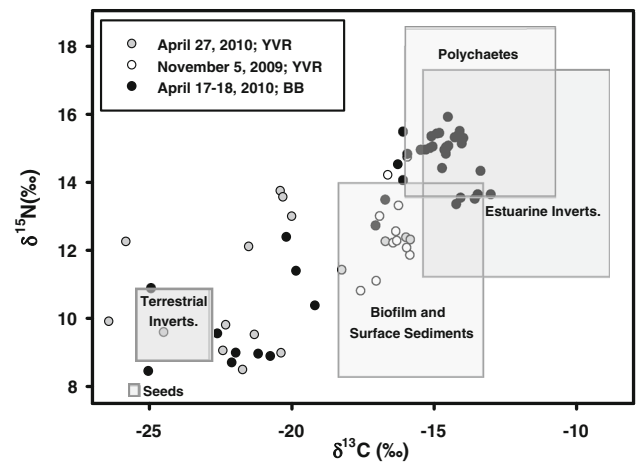 April 27, 2010; YVR
November 5, 2009; YVR
April 17-18, 2010; BB
Polychaetes
Estuarine Inverts.
Biofilm and
Surface Sediments
Terrestrial
Inverts.
Seeds
18
16
14
12
10
8
δ15N(‰)
-25
-20
-15
-10
δ13C (‰)